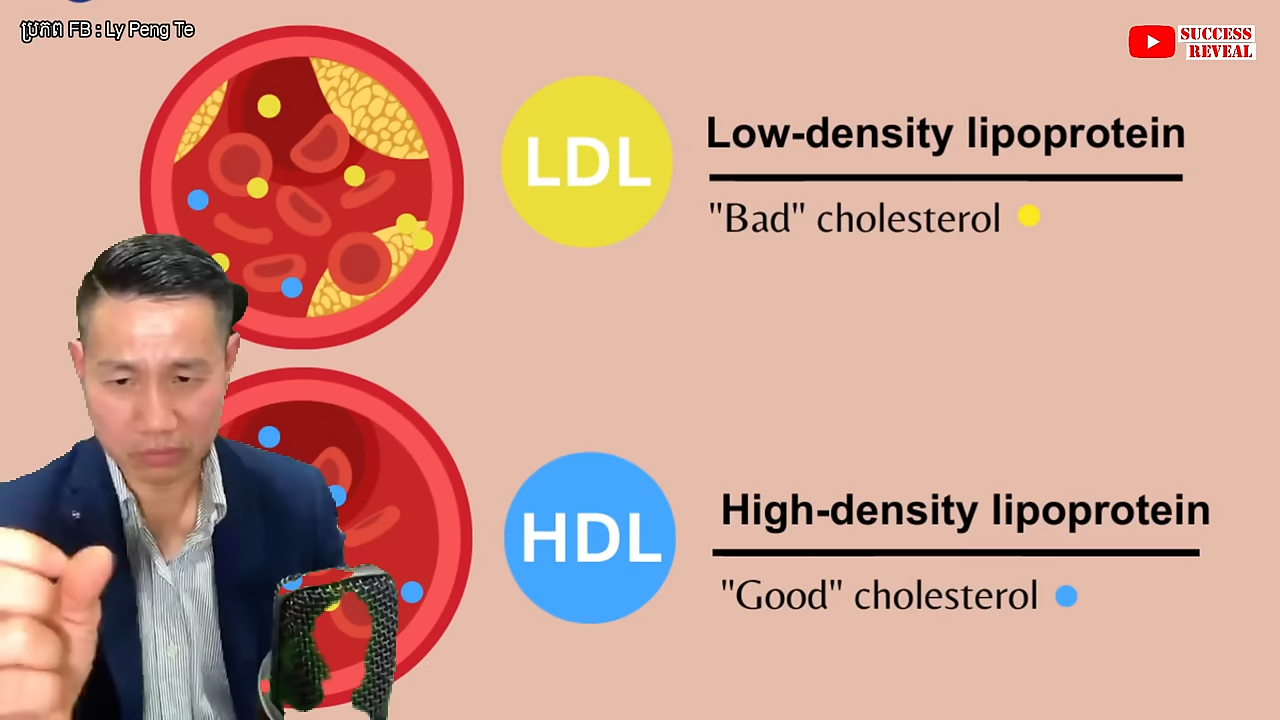 ប្រភព FB : Ly Peng Te
SUCCESS
REVEAL
LDL
Low-density lipoprotein
"Bad" cholesterol
HDL
High-density lipoprotein
"Good" cholesterol